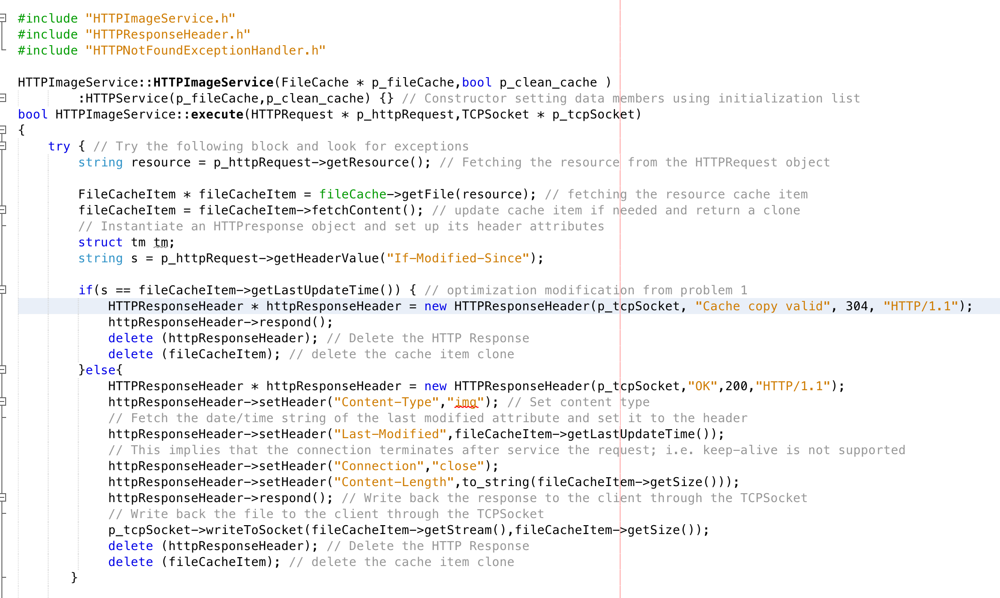 #include "HTTPImageService.h"
#include "HTTPResponseHeader.h"
#include "HTTPNotFoundExceptionHandler.h"
HTTPImageService::HTTPImageService(FileCache * p_fileCache,bool p_clean_cache )
:HTTPService(p_fileCache,p_clean_cache) {} // Constructor setting data members using initialization list
bool HTTPImageService::execute(HTTPRequest * p_httpRequest,TCPSocket * p_tcpSocket)
{
try { // Try the following block and look for exceptions
string resource = p_httpRequest->getResource(); // Fetching the resource from the HTTPRequest object
FileCacheItem * fileCacheItem = fileCache->getFile(resource); // fetching the resource cache item
fileCacheItem = fileCacheItem->fetchContent(); // update cache item if needed and return a clone
// Instantiate an HTTPresponse object and set up its header attributes
struct tm tm;
string s = p_httpRequest->getHeaderValue("If-Modified-Since");
if(s == fileCacheItem->getLastUpdateTime()) { // optimization modification from problem 1
HTTPResponseHeader * httpResponseHeader = new HTTPResponseHeader(p_tcpSocket, "Cache copy valid", 304, "HTTP/1.1");
httpResponseHeader->respond();
delete (httpResponseHeader); // Delete the HTTP Response
delete (fileCacheItem); // delete the cache item clone
}else{
HTTPResponseHeader * httpResponseHeader = new HTTPResponseHeader(p_tcpSocket,"OK",200,"HTTP/1.1");
httpResponseHeader->setHeader("Content-Type","img"); // Set content type
// Fetch the date/time string of the last modified attribute and set it to the header
httpResponseHeader->setHeader("Last-Modified",fileCacheItem->getLastUpdateTime());
// This implies that the connection terminates after service the request; i.e. keep-alive is not supported
httpResponseHeader->setHeader("Connection","close");
httpResponseHeader->setHeader("Content-Length",to_string(fileCacheItem->getSize()));
httpResponseHeader->respond(); // Write back the response to the client through the TCPSocket
// Write back the file to the client through the TCPSocket
p_tcpSocket->writeToSocket(fileCacheItem->getStream(),fileCacheItem->getSize());
delete (httpResponseHeader); // Delete the HTTP Response
delete (fileCacheItem); // delete the cache item clone
}